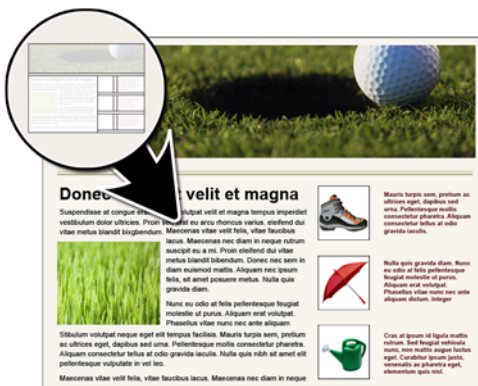 Donec velit et magna
Suspendisse at congue volutpat velit et magna tempus imperdiet
vestibulum dolor ultricies. Proin erat eu arcu rhoncus varius. eleifend dui
vitae metus blandit bixgbendum. Maecenas vitae velit felis, vitae faucibus
lacus. Maecenas nec diam in neque rutrum
suscipit eu a mi. Proin eleifend dui vitae
metus blandit bibendum. Donec nec sem in
diam euismod mattis. Aliquam nec ipsum
felis, sit amet posuere metus. Nulla quis
gravida diam.
Nunc eu odio at felis pellentesque feugiat
molestie ut purus. Aliquam erat volutpat.
Phasellus vitae nunc nec ante aliquam
Stibulum volutpat neque eget elit tempus facilisis. Mauris turpis sem, pretium ac
ultrices eget, dapibus sed urna. Pellentesque mollis consectetur pharetra.
Aliquam consectetur tellus at odio gravida iaculis. Nulla quis nibh sit amet elit
pellentesque vulputate in vel leo.
Maecenas vitae velit felis, vitae faucibus lacus. Maecenas nec diam in neque
Mauris turpis sem, pretium ac
ultrices eget, dapibus sed
urna. Pellentesque mollis
consectetur pharetra. Aliquam
consectetur tellus at odio
gravida iaculis.
Nulla quis gravida diam. Nunc
eu odio at felis pellentesque
feugiat molestie ut purus.
Aliquam erat volutpat.
Phasellus vitae nunc nec ante
aliquam dictum. Integer
Cras at ipsum id ligula mattis
rutrum. Sed feugiat vehicula
nunc, non mattis augue luctus
eget. Curabitur ipsum justo,
venenatis ac pharetra eget,
elementum quis nisl.